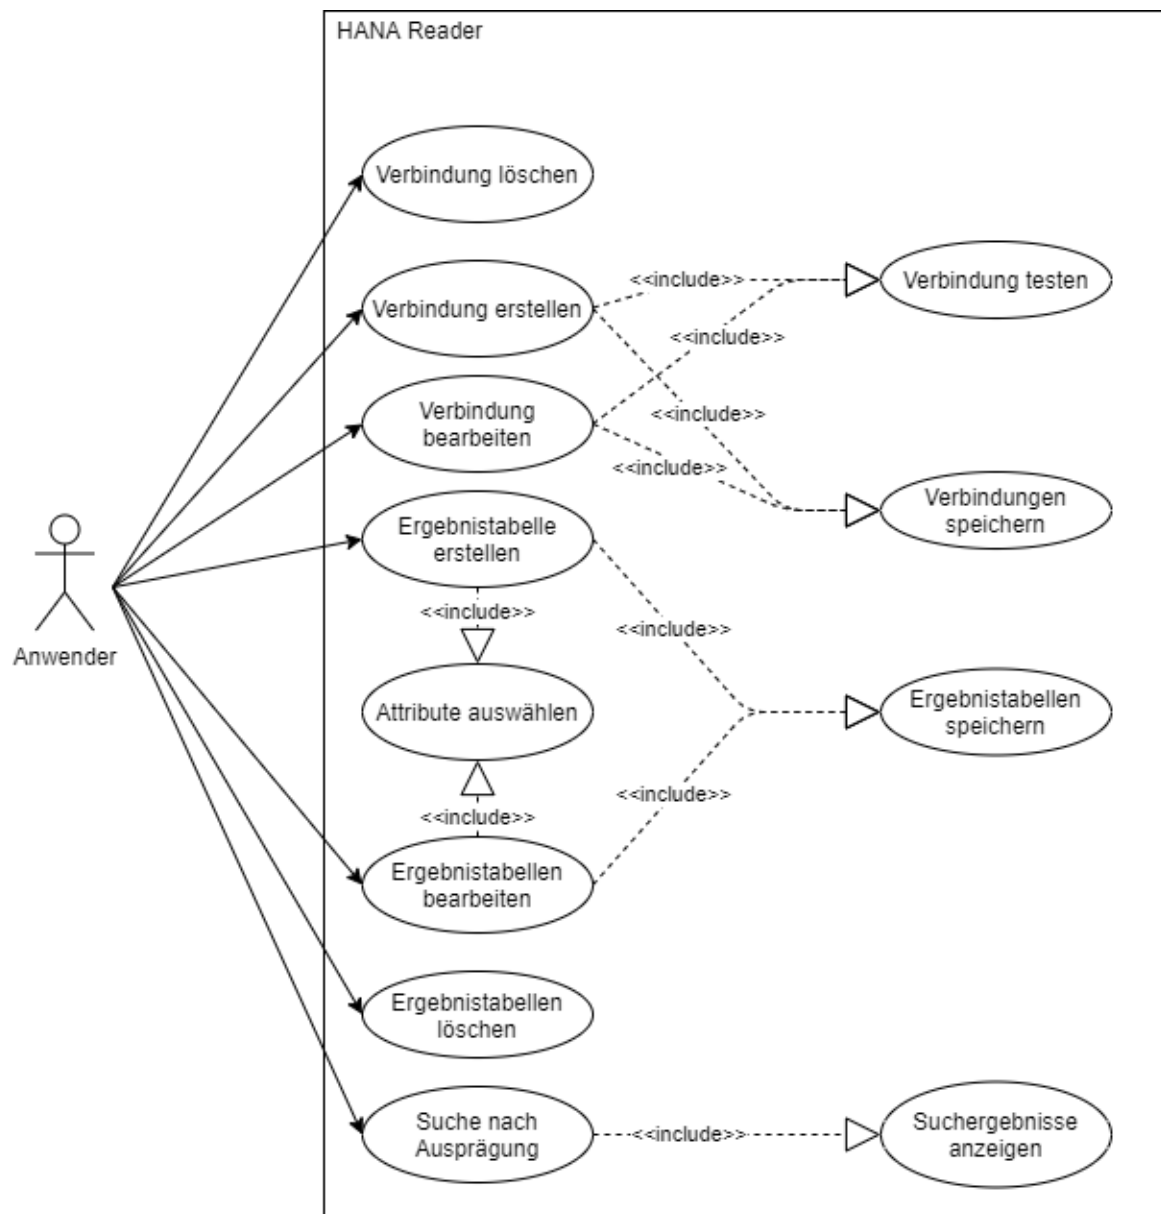 HANA Reader
Verbindung löschen
Verbindung erstellen
<<include>>
Verbindung testen
<<include>>
Verbindung
bearbeiten
<<include>>
<<include>>
Verbindungen
speichern
Ergebnistabelle
erstellen
<<include>>
<<include>>
Anwender
Attribute auswählen
Ergebnistabellen
speichern
<<include>>
<<include>>
Ergebnistabellen
bearbeiten
Ergebnistabellen
löschen
Suche nach
Ausprägung
<<include>>
Suchergebnisse
anzeigen